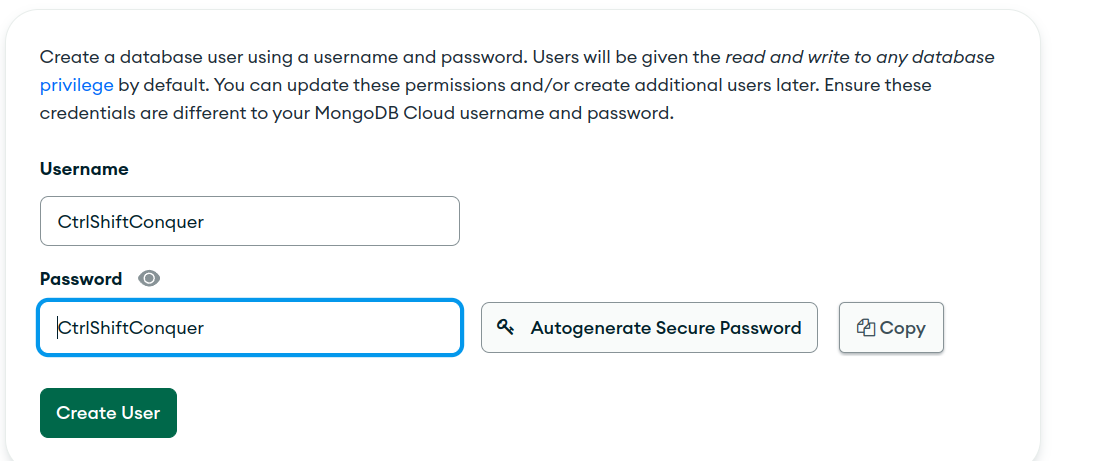 Create a database user using a username and password. Users will be given the read and write to any database
privilege by default. You can update these permissions and/or create additional users later. Ensure these
credentials are different to your MongoDB Cloud username and password.
Username
CtrlShiftConquer
Password
CtrlShiftConquer
Autogenerate Secure Password
Copy
Create User